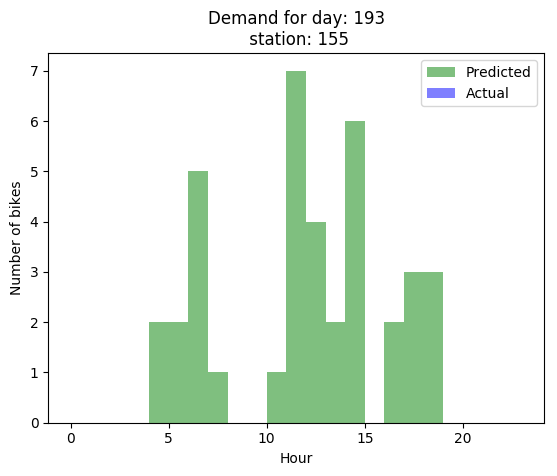 Demand for day: 193
station: 155
Predicted
Actual
Number of bikes
7
6
5
4
3
2
1
0
0 5 10 15 20
Hour